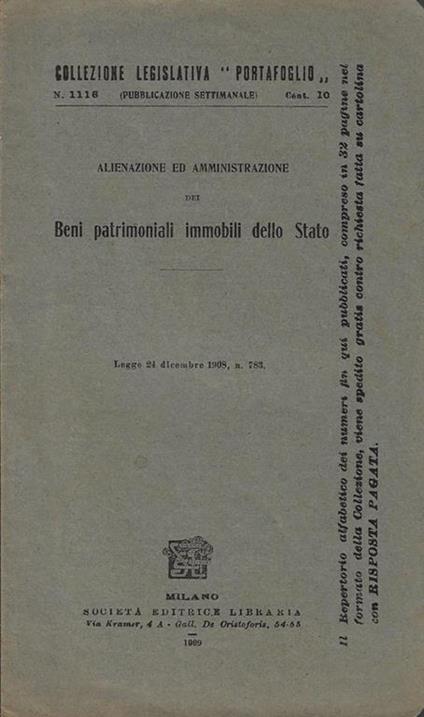 COLLEZIONE LEGISLATIVA “ PORTAFOGLIO „
N. 1116 (PUBBLICAZIONE SETTIMANALE) Cent. 10
ALIENAZIONE ED AMMINISTRAZIONE
DEI
Beni patrimoniali immobili dello Stato
Legge 24 dicembre 1908, n. 783.
MILANO
SOCIETÀ EDITRICE LIBRARIA
Via Kramer, 4 A - Gall. De Cristoforis, 54-55
1909
Il Repertorio alfabetico dei numeri fin qui pubblicati, compreso in 32 pagine nel
formato della Collezione, viene spedito gratis contro richiesta fatta su cartolina
con RISPOSTA PAGATA.